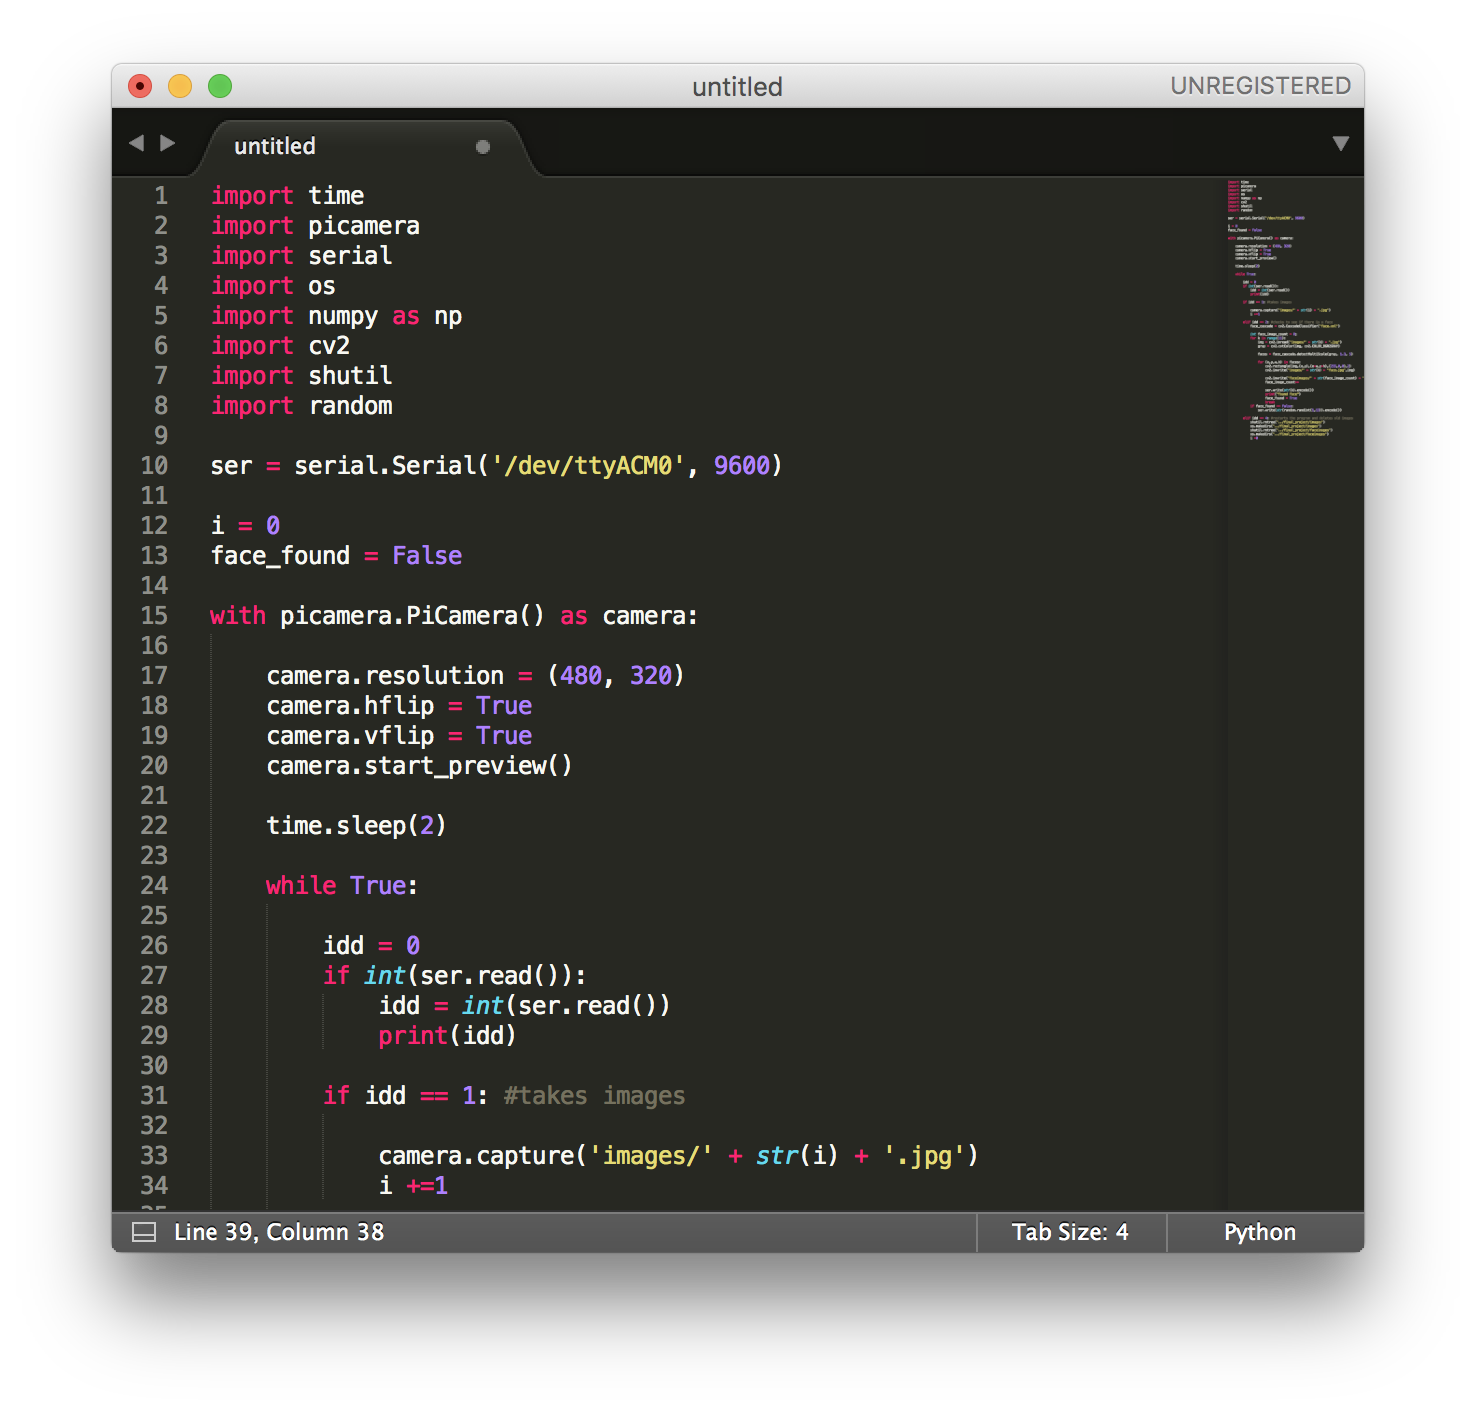 untitled
UNREGISTERED
untitled
1 import time
2 import picamera
3 import serial
4 import os
5 import numpy as np
6 import cv2
7 import shutil
8 import random
9
10 ser = serial.Serial('/dev/ttyACM0', 9600)
11
12 i = 0
13 face_found = False
14
15 with picamera.PiCamera() as camera:
16
17     camera.resolution = (480, 320)
18     camera.hflip = True
19     camera.vflip = True
20     camera.start_preview()
21
22     time.sleep(2)
23
24     while True:
25
26         idd = 0
27         if int(ser.read()):
28             idd = int(ser.read())
29             print(idd)
30
31         if idd == 1: #takes images
32
33             camera.capture('images/' + str(i) + '.jpg')
34             i +=1
Line 39, Column 38
Tab Size: 4
Python